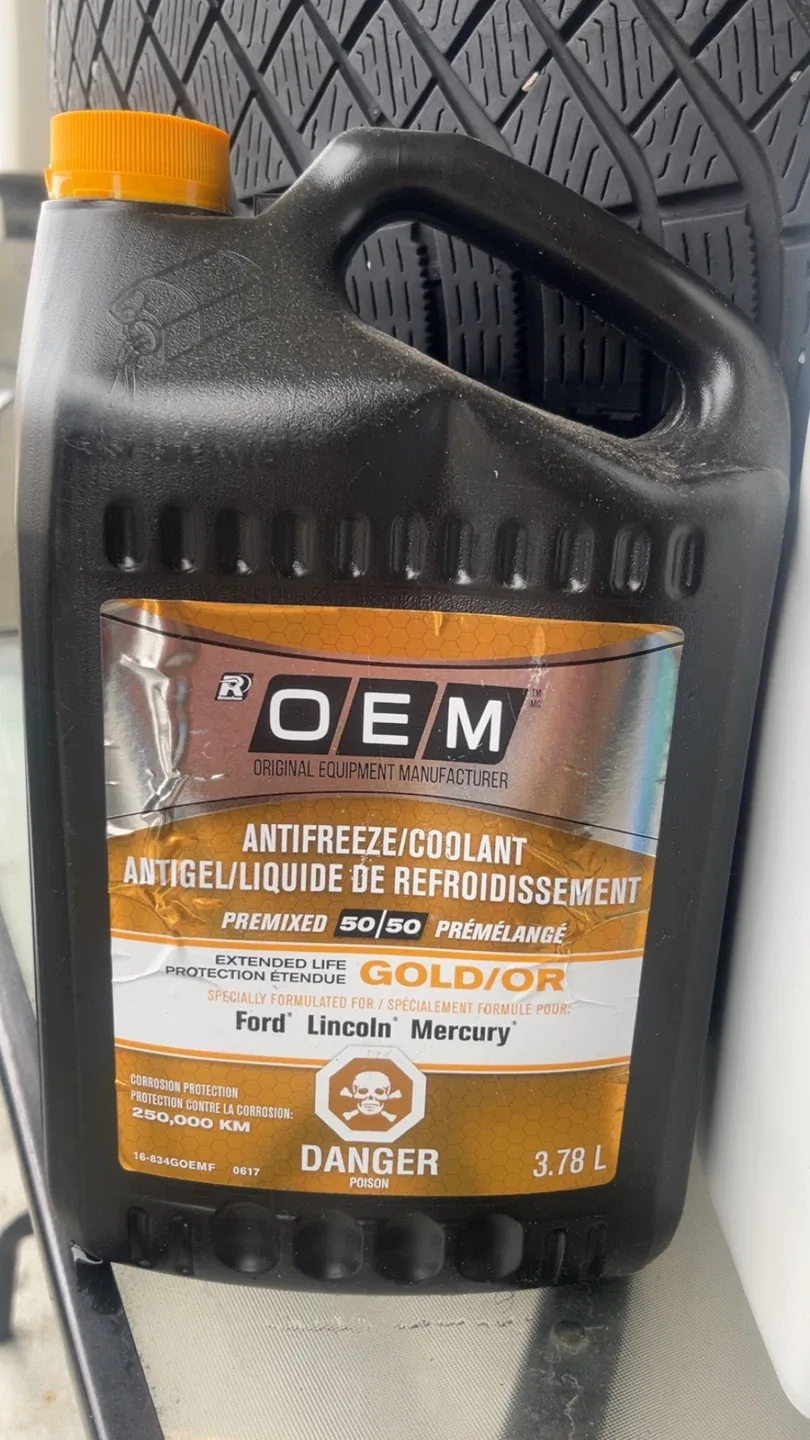 R OEM ™ MC
ORIGINAL EQUIPMENT MANUFACTURER
ANTIFREEZE/COOLANT
ANTIGEL/LIQUIDE DE REFROIDISSEMENT
PREMIXED 50/50 PRÉMÉLANGÉ
EXTENDED LIFE
PROTECTION ÉTENDUE
GOLD/OR
SPECIALLY FORMULATED FOR / SPÉCIALEMENT FORMULÉ POUR:
Ford* Lincoln* Mercury*
CORROSION PROTECTION
PROTECTION CONTRE LA CORROSION:
250,000 KM
16-834GOEMF 0617
DANGER
POISON
3.78 L